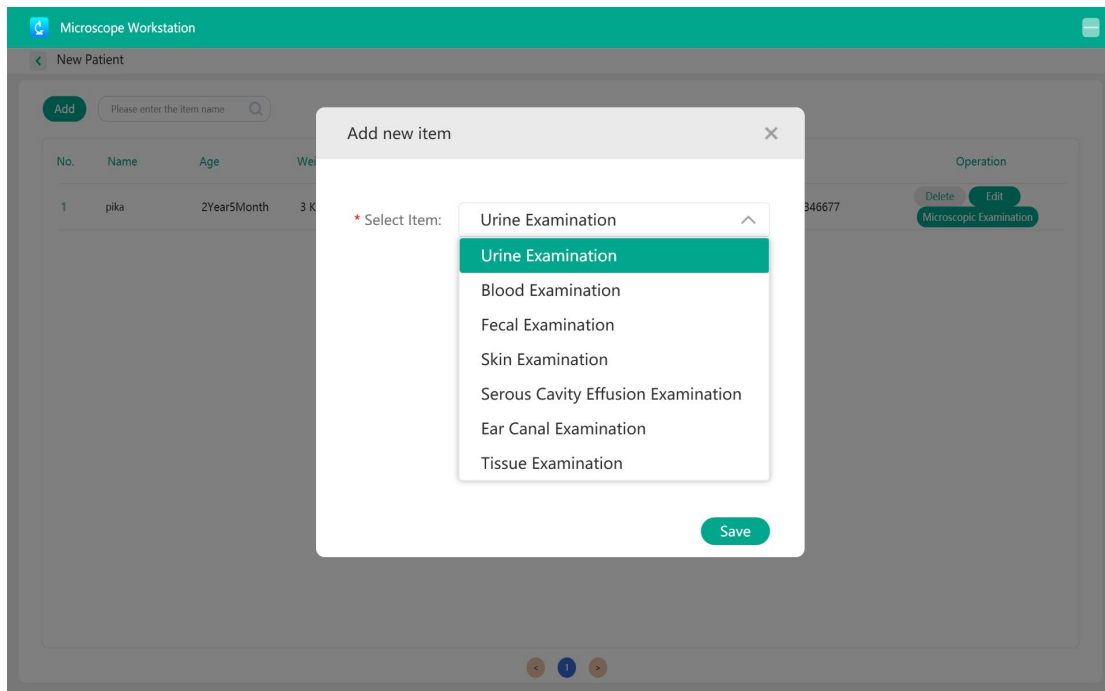 Microscope Workstation
New Patient
Add Please enter the item name
Add new item
No. Name Age Wei Operation
1 pika 2Year5Month 3 K 346677 Delete Edit
Microscopic Examination
* Select Item: Urine Examination
Urine Examination
Blood Examination
Fecal Examination
Skin Examination
Serous Cavity Effusion Examination
Ear Canal Examination
Tissue Examination
Save
< 1 >